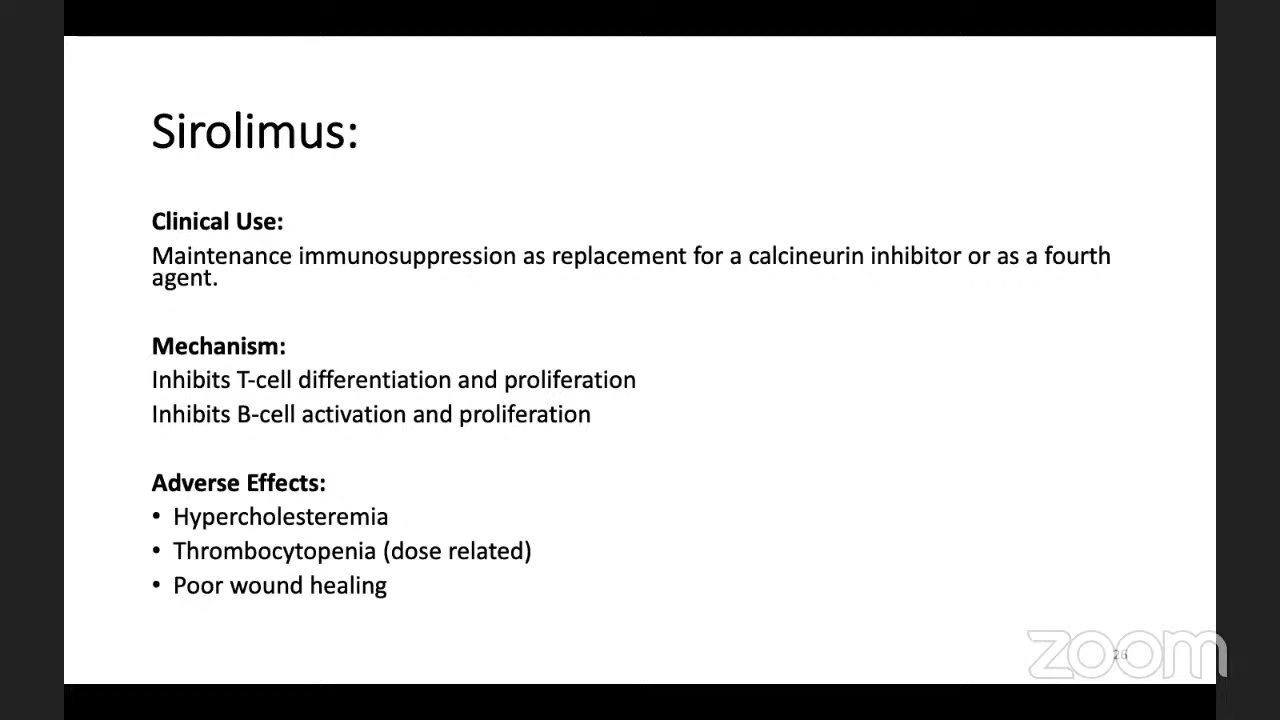 Sirolimus:
Clinical Use:
Maintenance immunosuppression as replacement for a calcineurin inhibitor or as a fourth
agent.
Mechanism:
Inhibits T-cell differentiation and proliferation
Inhibits B-cell activation and proliferation
Adverse Effects:
• Hypercholesteremia
• Thrombocytopenia (dose related)
• Poor wound healing
26
zoom